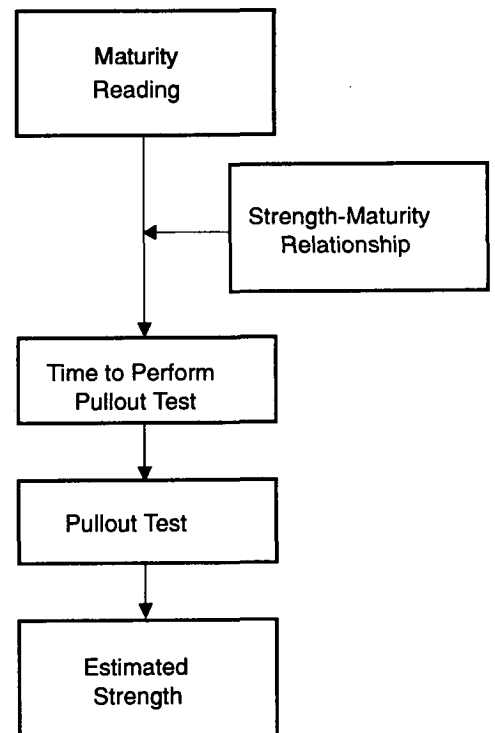 Maturity
Reading
Strength-Maturity
Relationship
Time to Perform
Pullout Test
Pullout Test
Estimated
Strength